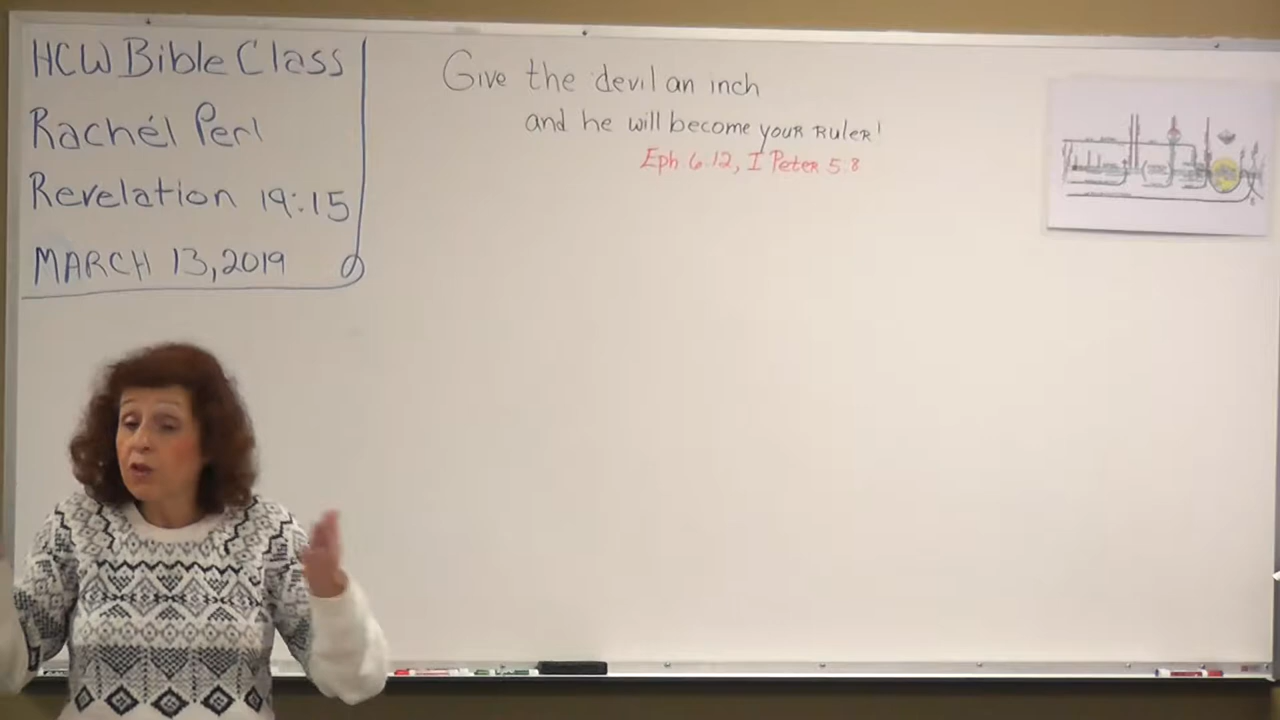 HCW Bible Class
Rachél Perl
Revelation 19:15
MARCH 13, 2019
Give the devil an inch
and he will become your ruler!
Eph 6:12, I Peter 5:8